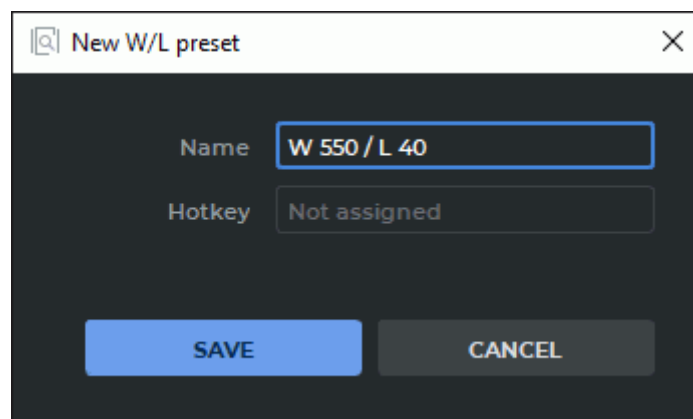 New W/L preset
Name W 550 / L 40
Hotkey Not assigned
SAVE CANCEL